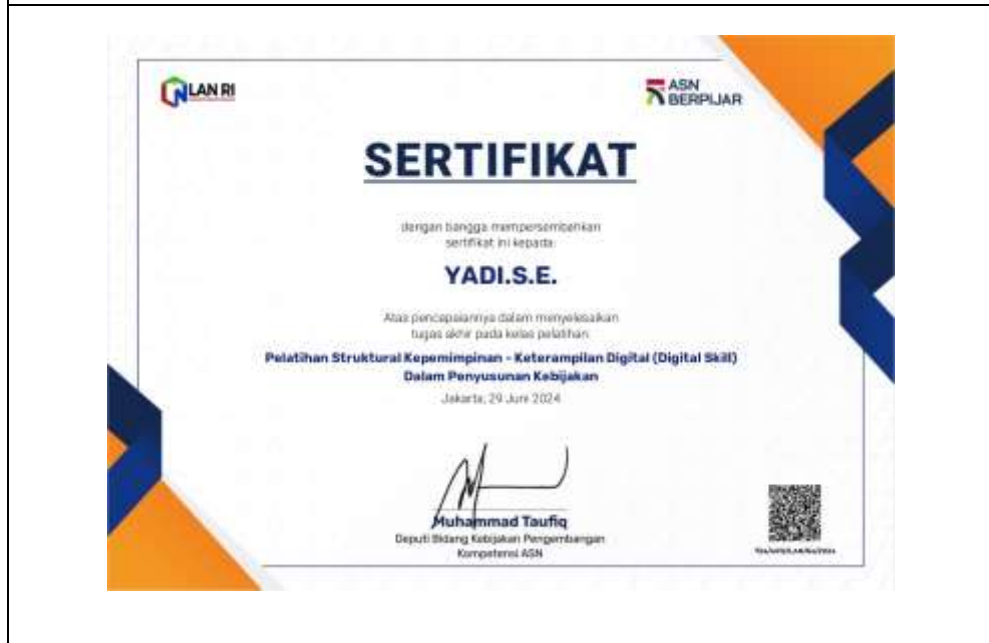 LAN RI
ASN
BERPIJAR
SERTIFIKAT
dengan bangga mempersembahkan
sertifikat ini kepada:
YADI.S.E.
Atas pencapaiannya dalam menyelesaikan
tugas akhir pada kelas pelatihan:
Pelatihan Struktural Kepemimpinan - Keterampilan Digital (Digital Skill)
Dalam Penyusunan Kebijakan
Jakarta, 29 Juni 2024
Muhammad Taufiq
Deputi Bidang Kebijakan Pengembangan
Kompetensi ASN